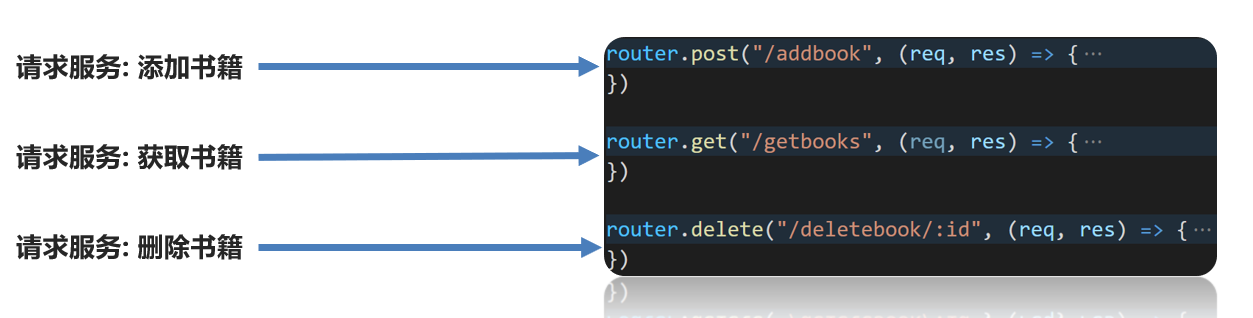 请求服务: 添加书籍
router.post("/addbook", (req, res) => {···
})
请求服务: 获取书籍
router.get("/getbooks", (req, res) => {···
})
请求服务: 删除书籍
router.delete("/deletebook/:id", (req, res) => {···
})